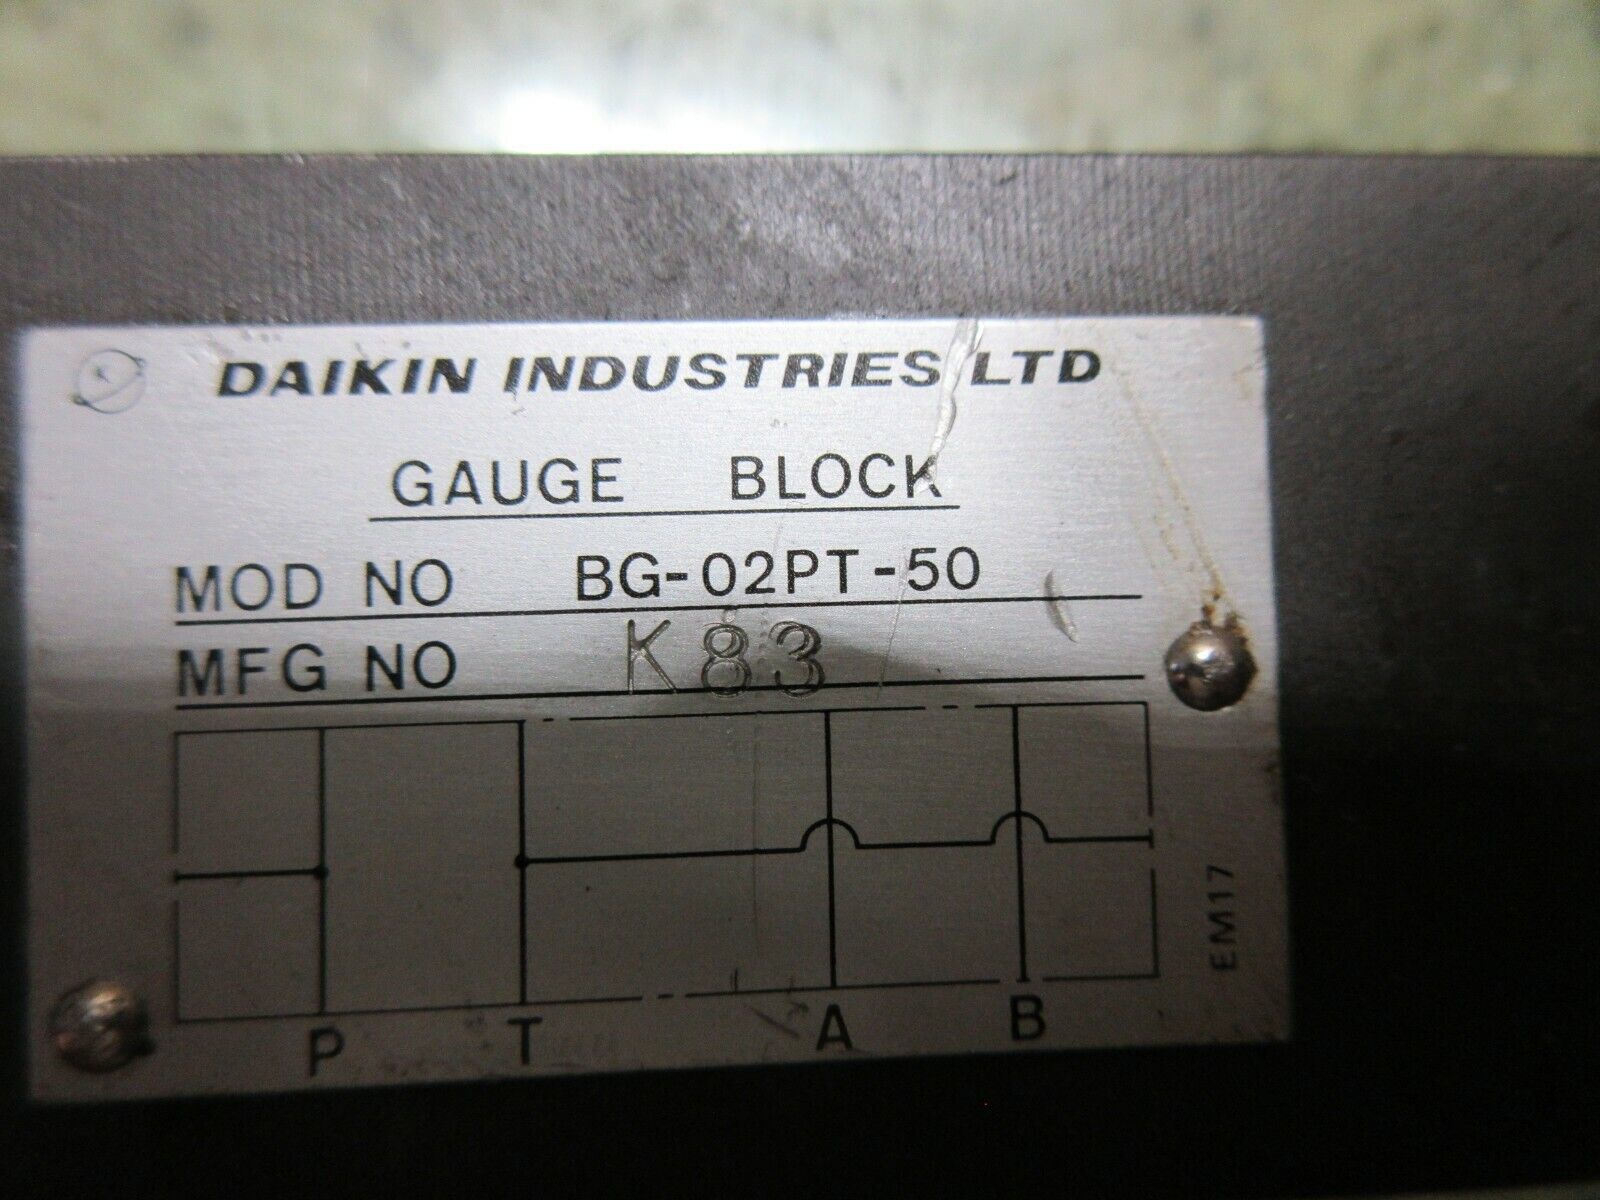 DAIKIN INDUSTRIES LTD
GAUGE BLOCK
MOD NO BG-02PT-50
MFG NO K83
P T A B
EM17